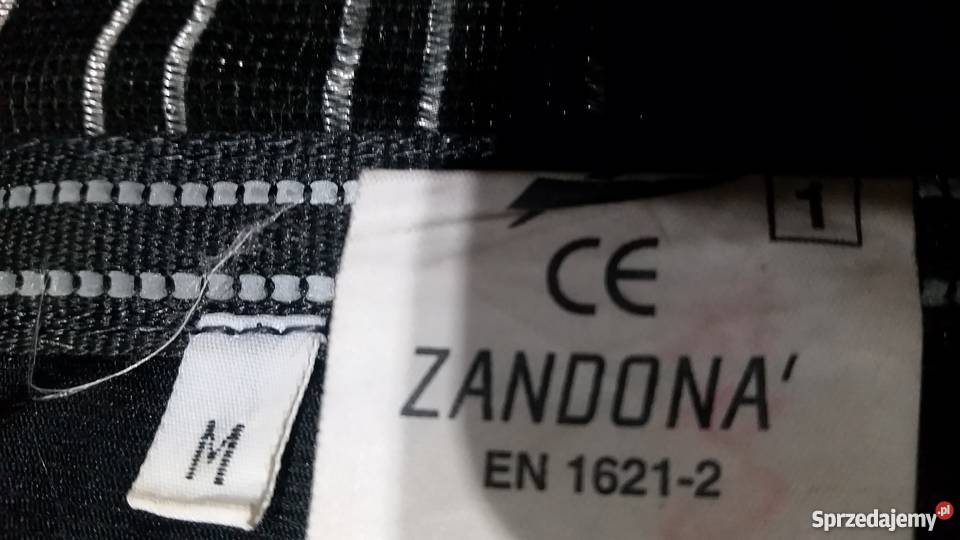 1
CE
ZANDONA'
EN 1621-2
M
Sprzedajemy.pl